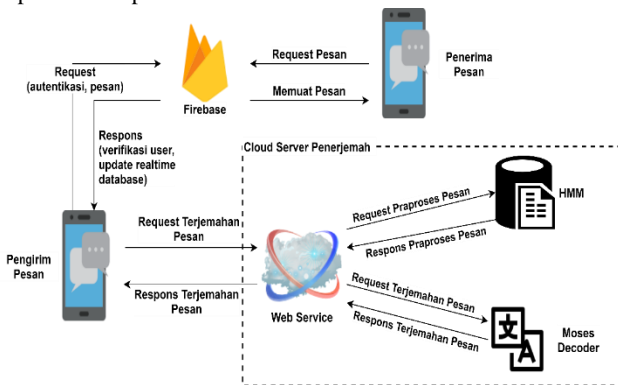 Request
(autentikasi, pesan)
Firebase
Request Pesan
Memuat Pesan
Penerima
Pesan
Respons
(verifikasi user,
update realtime
database)
Cloud Server Penerjemah
Pengirim
Pesan
Request Terjemahan
Pesan
Respons Terjemahan
Pesan
Web Service
Request Praproses Pesan
Respons Praproses Pesan
HMM
Request Terjemahan Pesan
Respons Terjemahan Pesan
文
A
Moses
Decoder